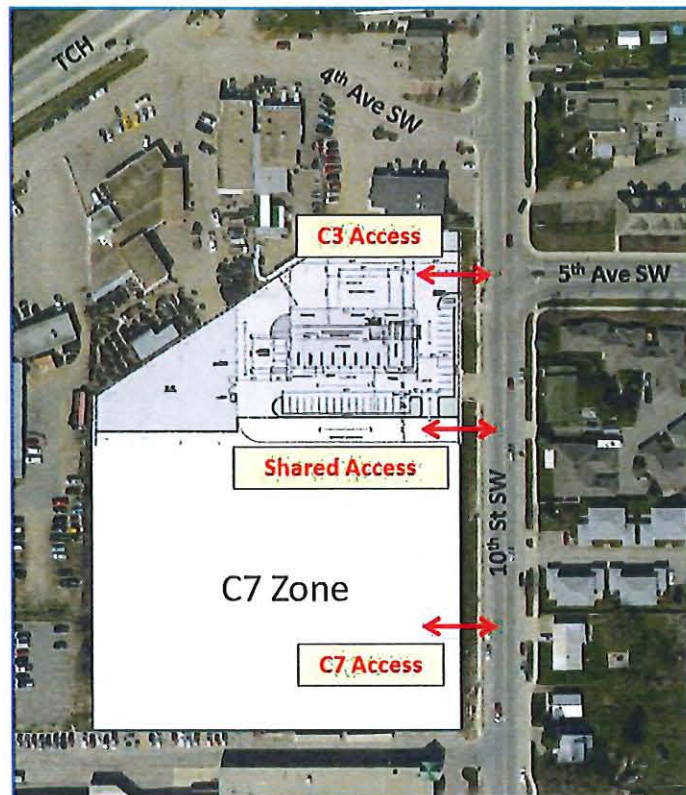 TCH
4th Ave SW
C3 Access
5th Ave SW
Shared Access
10th St SW
C7 Zone
C7 Access